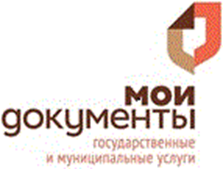 мои
документы
государственные
и муниципальные услуги